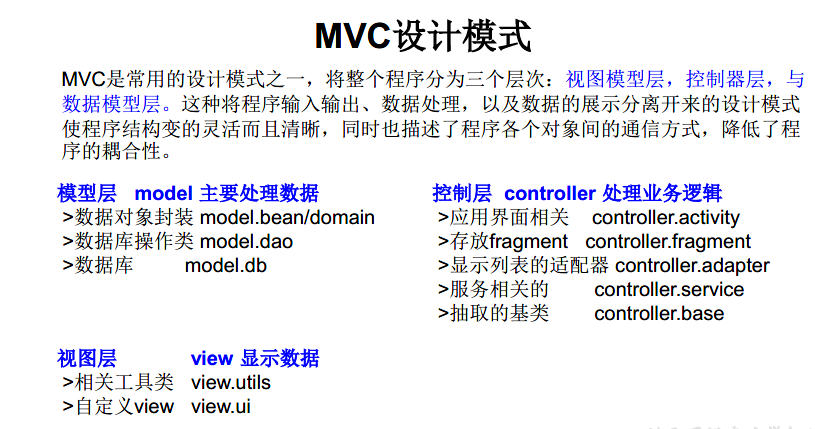 MVC设计模式
MVC是常用的设计模式之一，将整个程序分为三个层次：视图模型层，控制器层，与
数据模型层。这种将程序输入输出、数据处理，以及数据的展示分离开来的设计模式
使程序结构变的灵活而且清晰，同时也描述了程序各个对象间的通信方式，降低了程
序的耦合性。
模型层 model 主要处理数据
>数据对象封装 model.bean/domain
>数据库操作类 model.dao
>数据库 model.db
控制层 controller 处理业务逻辑
>应用界面相关 controller.activity
>存放fragment controller.fragment
>显示列表的适配器 controller.adapter
>服务相关的 controller.service
>抽取的基类 controller.base
视图层 view 显示数据
>相关工具类 view.utils
>自定义view view.ui